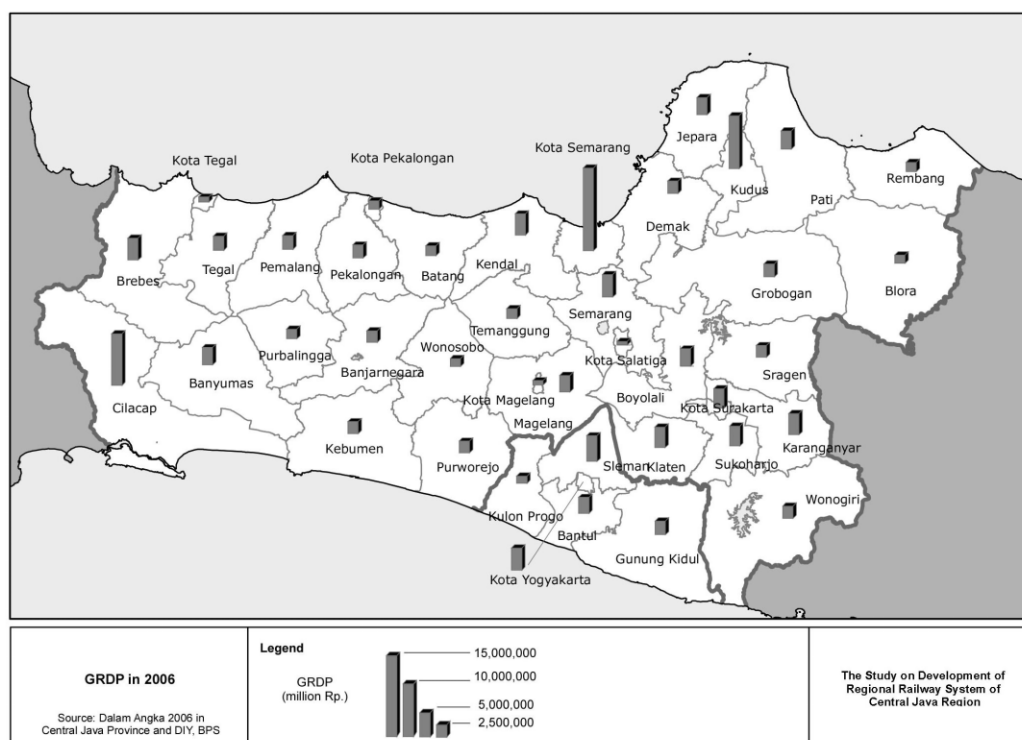 Kota Tegal
Kota Pekalongan
Kota Semarang
Jepara
Kudus
Pati
Rembang
Demak
Brebes
Tegal
Pemalang
Pekalongan
Batang
Kendal
Grobogan
Blora
Semarang
Temanggung
Purbalingga
Wonosobo
Banjarnegara
Banyumas
Kota Salatiga
Sragen
Cilacap
Kota Magelang
Boyolali
Kota Surakarta
Magelang
Kebumen
Purworejo
Sleman
Klaten
Sukoharjo
Karanganyar
Wonogiri
Kulon Progo
Bantul
Gunung Kidul
Kota Yogyakarta
GRDP in 2006
Source: Dalam Angka 2006 in
Central Java Province and DIY, BPS
Legend
GRDP
(million Rp.)
15,000,000
10,000,000
5,000,000
2,500,000
The Study on Development of
Regional Railway System of
Central Java Region